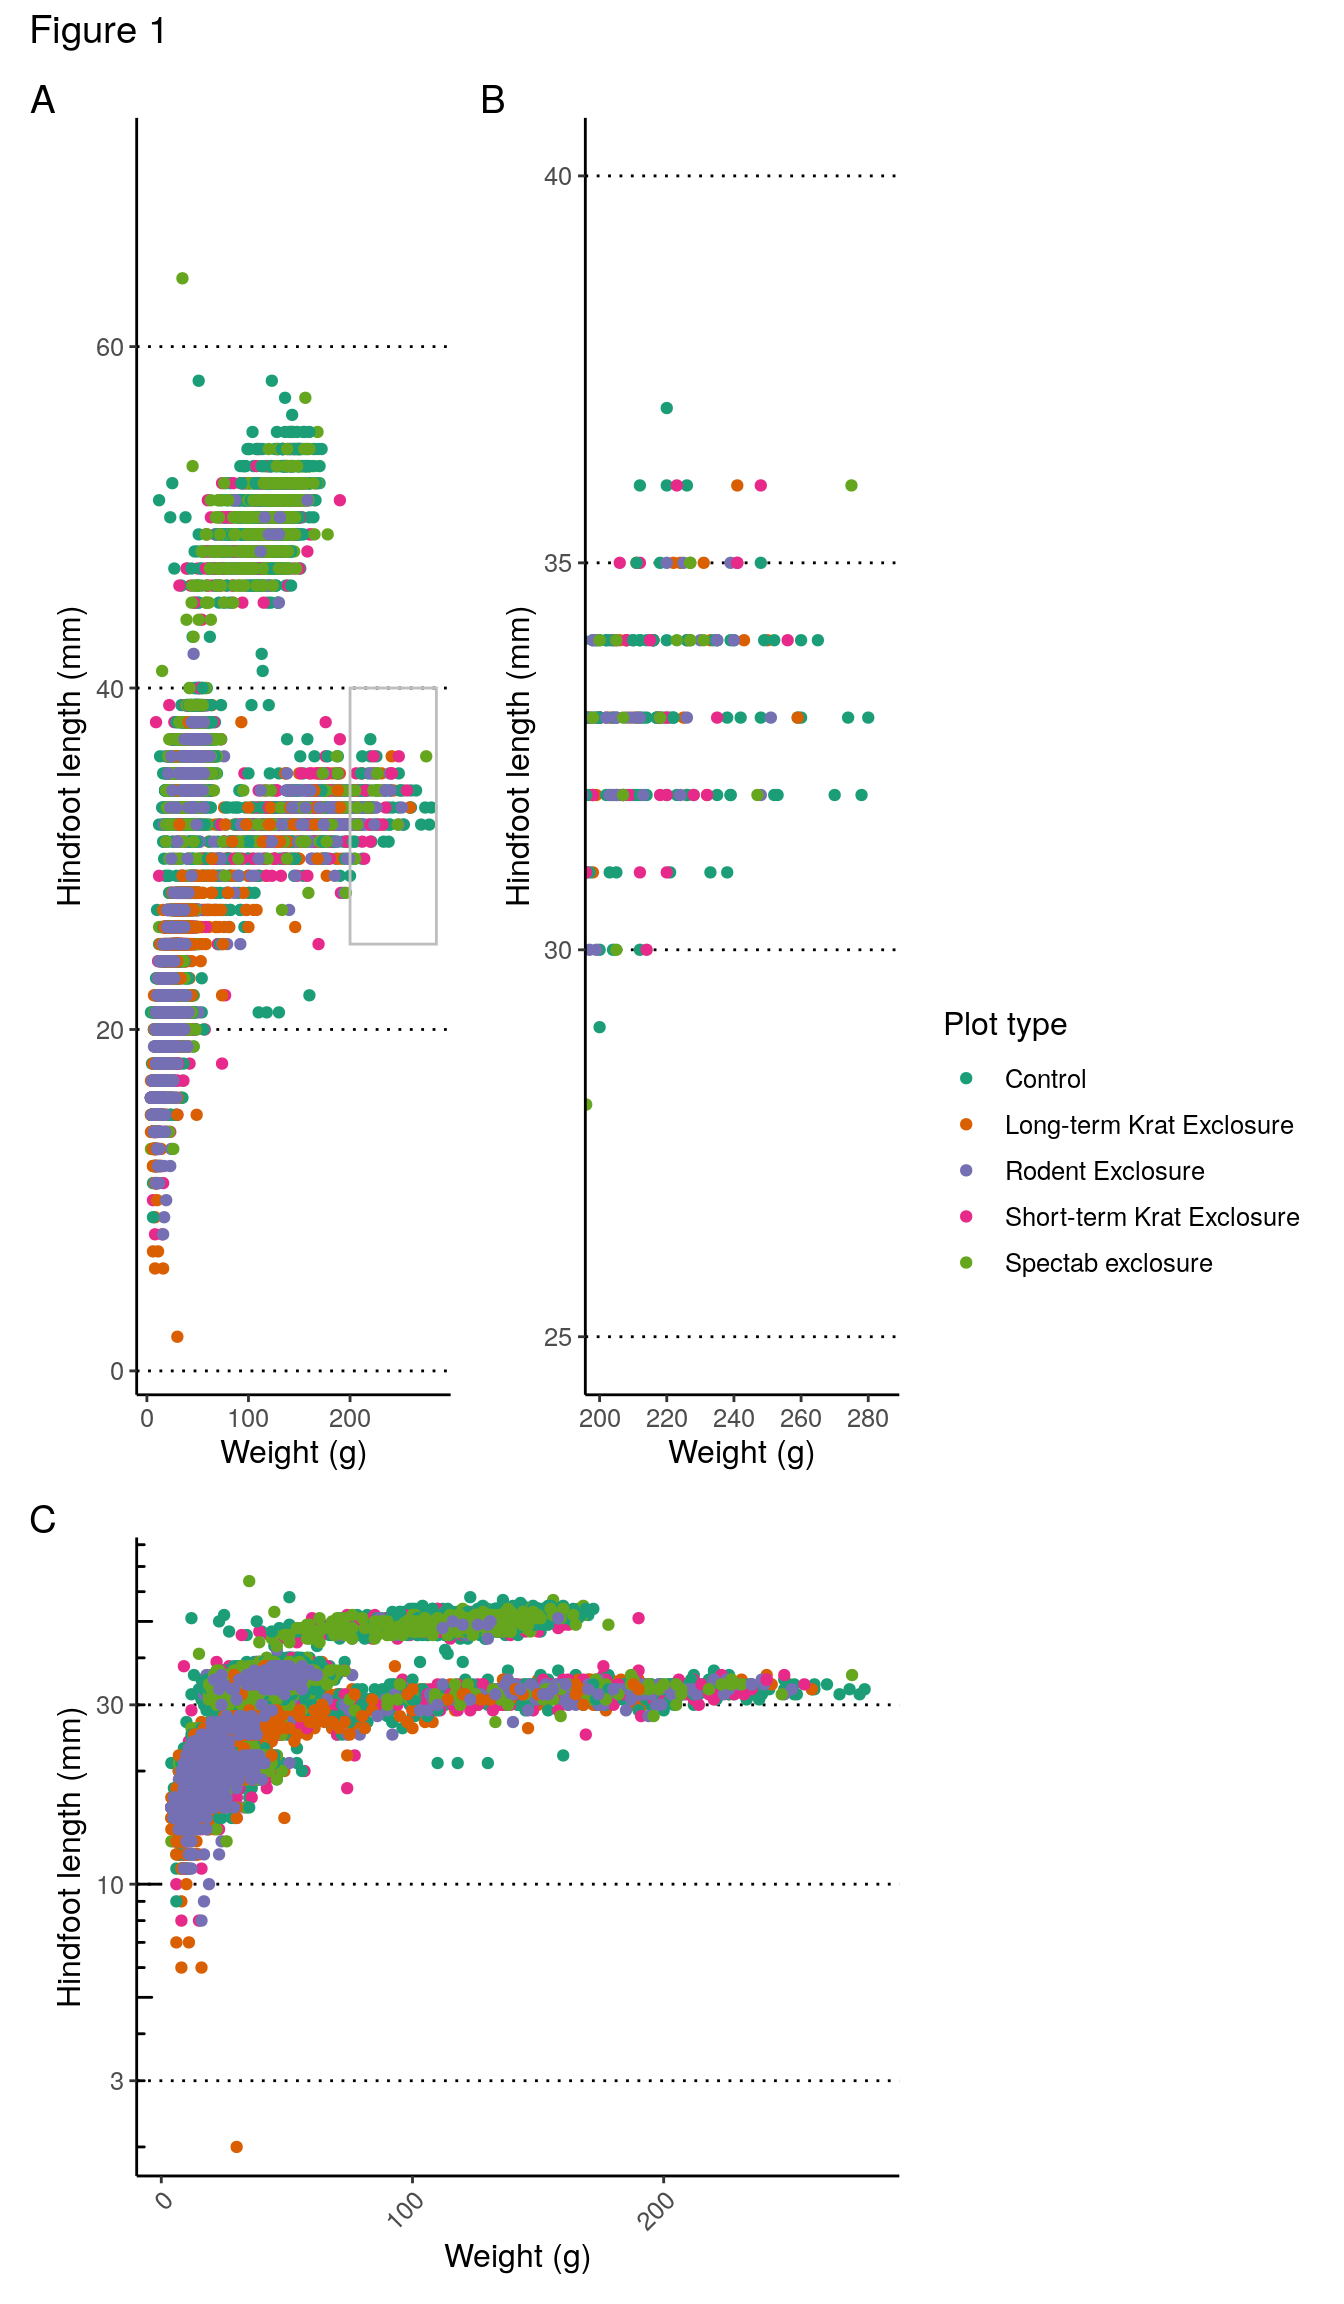 Figure 1
A
60
40
20
0
Hindfoot length (mm)
0 100 200
Weight (g)
B
40
35
30
25
Hindfoot length (mm)
200 220 240 260 280
Weight (g)
Plot type
Control
Long-term Krat Exclosure
Rodent Exclosure
Short-term Krat Exclosure
Spectab exclosure
C
30
10
3
Hindfoot length (mm)
0 100 200
Weight (g)